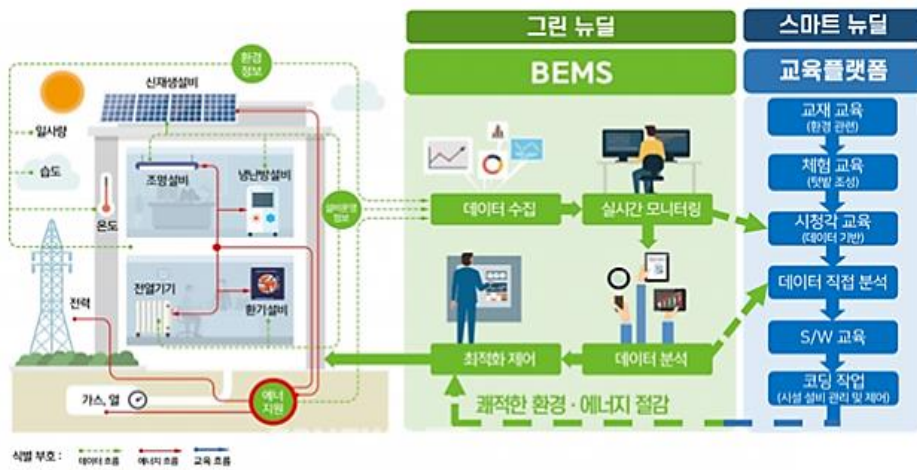 그린 뉴딜
스마트 뉴딜
BEMS
교육플랫폼
환경
정보
신재생설비
일사량
습도
온도
조명설비
냉난방설비
설비운영
정보
전열기기
환기설비
전력
가스, 열
에너
지원
데이터 수집
실시간 모니터링
최적화 제어
데이터 분석
쾌적한 환경 · 에너지 절감
교재 교육
(환경 관련)
체험 교육
(텃밭 조성)
시청각 교육
(데이터 기반)
데이터 직접 분석
S/W 교육
코딩 작업
(시설 설비 관리 및 제어)
식별 부호 :
데이터 흐름
에너지 흐름
교육 흐름